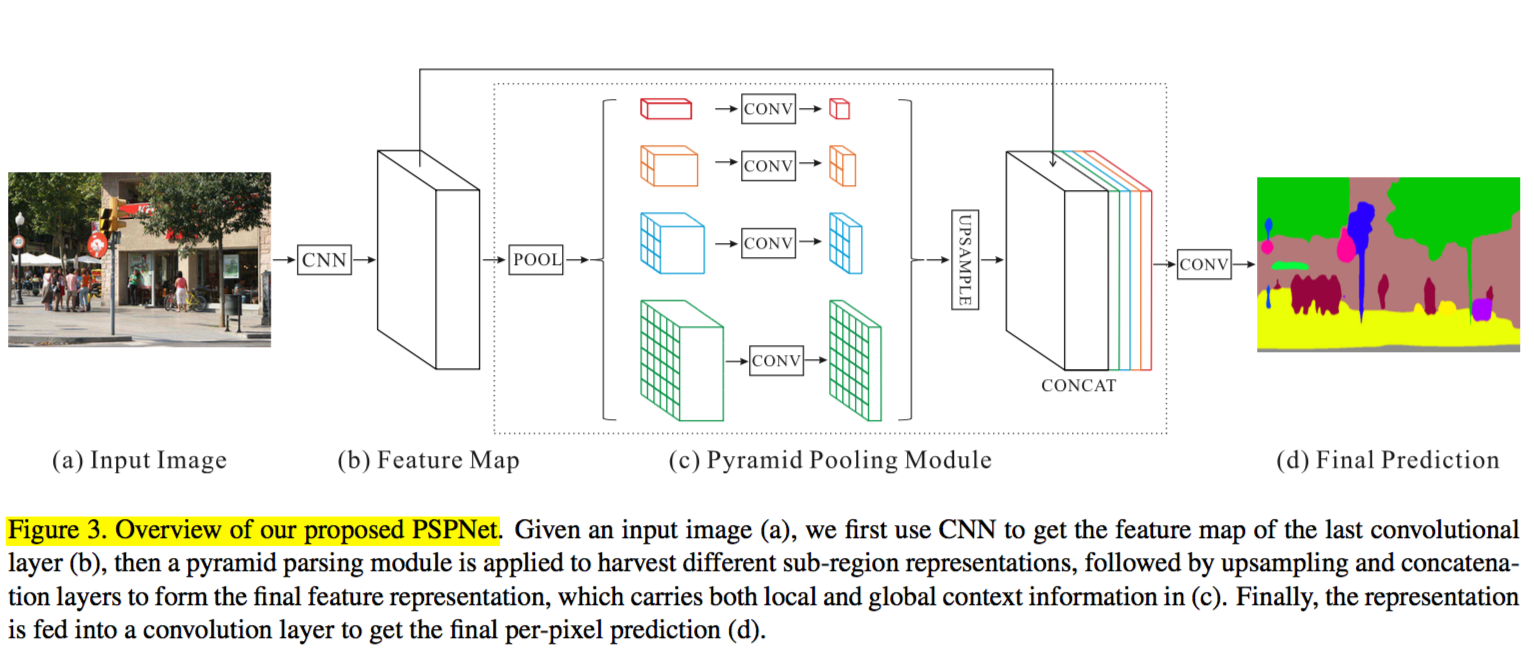 CNN
POOL
CONV
CONV
CONV
CONV
UPSAMPLE
CONCAT
CONV
(a) Input Image
(b) Feature Map
(c) Pyramid Pooling Module
(d) Final Prediction
Figure 3. Overview of our proposed PSPNet. Given an input image (a), we first use CNN to get the feature map of the last convolutional
layer (b), then a pyramid parsing module is applied to harvest different sub-region representations, followed by upsampling and concatena-
tion layers to form the final feature representation, which carries both local and global context information in (c). Finally, the representation
is fed into a convolution layer to get the final per-pixel prediction (d).